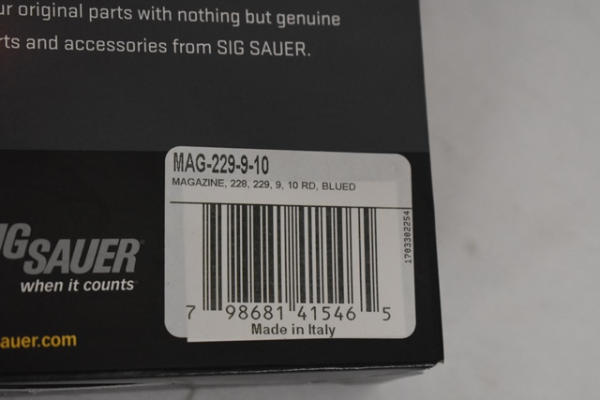 ur original parts with nothing but genuine
rts and accessories from SIG SAUER.
MAG-229-9-10
MAGAZINE, 228, 229, 9, 10 RD, BLUED
1703302254
IG SAUER
when it counts
7 98681 41546 5
Made in Italy
auer.com